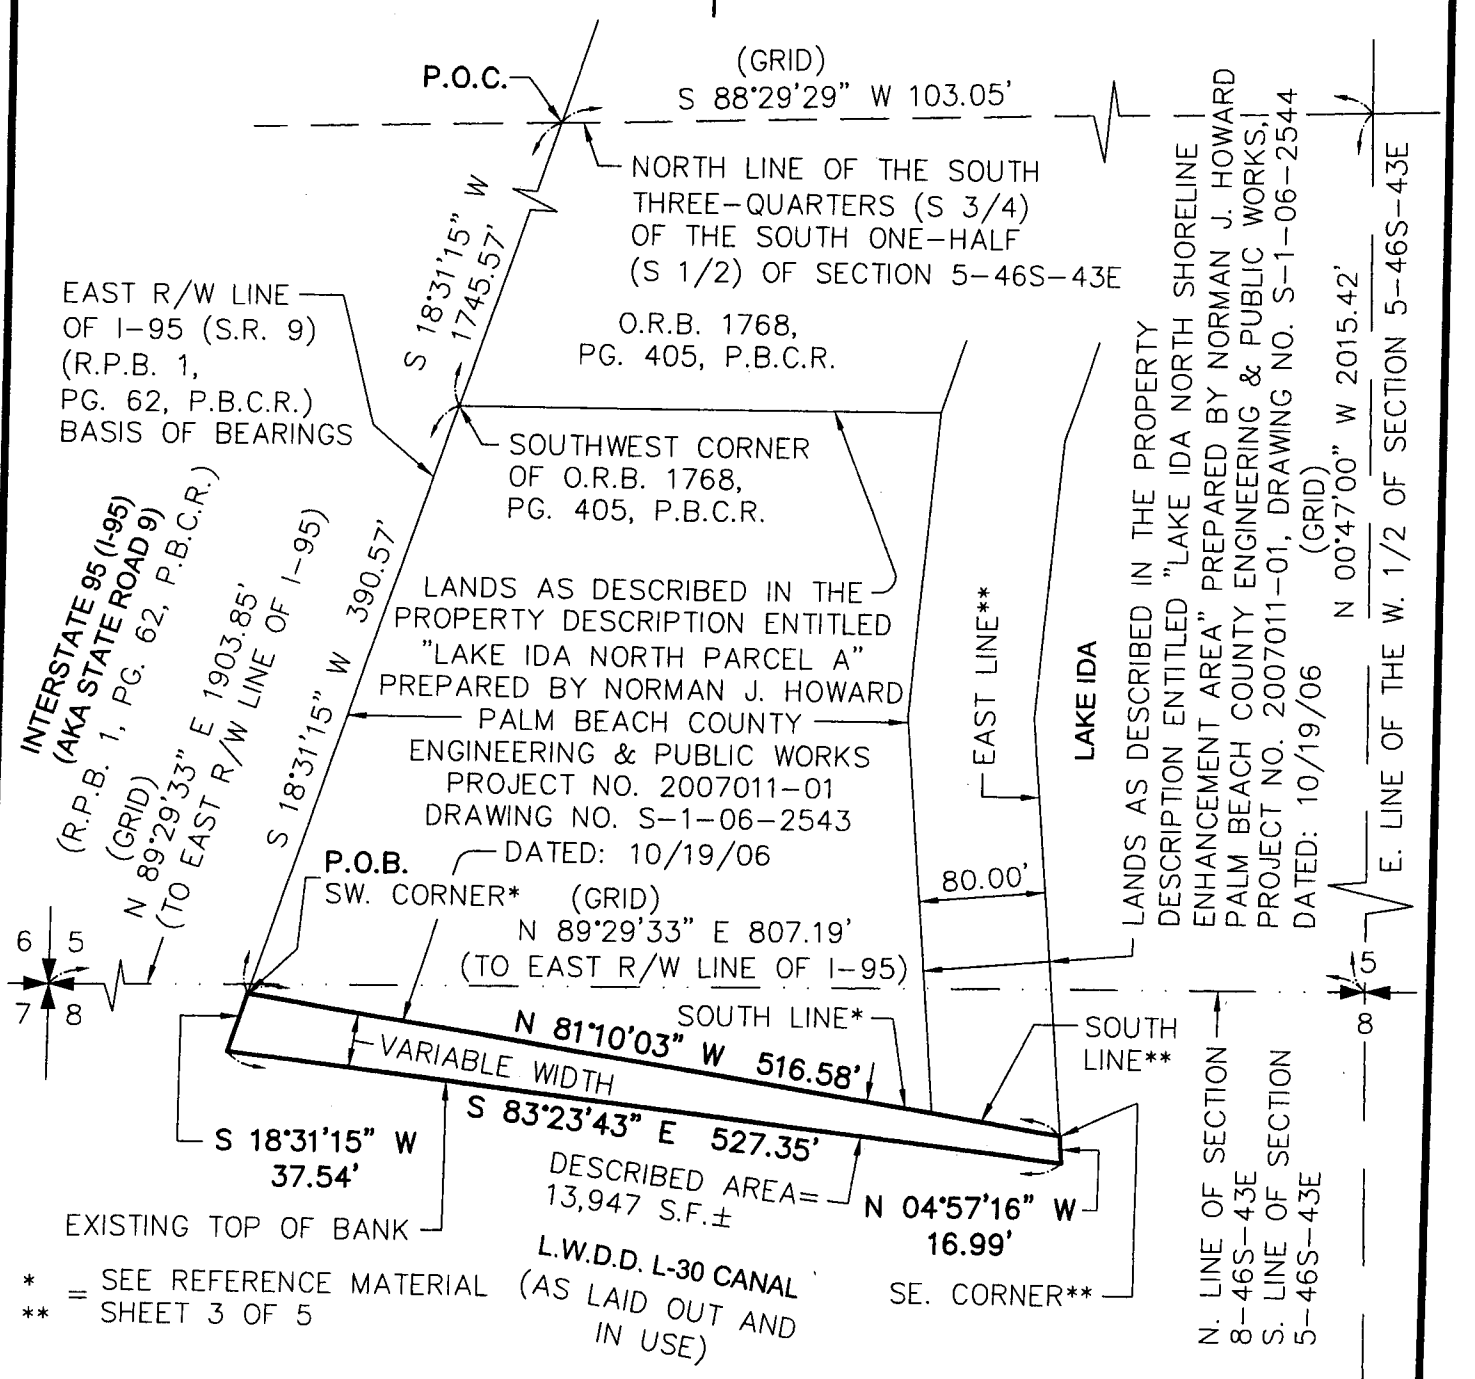 P.O.C.
(GRID)
S 88°29'29" W 103.05'
NORTH LINE OF THE SOUTH
THREE-QUARTERS (S 3/4)
OF THE SOUTH ONE-HALF
(S 1/2) OF SECTION 5-46S-43E
S 18°31'15" W
1745.57'
EAST R/W LINE
OF I-95 (S.R. 9)
(R.P.B. 1,
PG. 62, P.B.C.R.)
BASIS OF BEARINGS
O.R.B. 1768,
PG. 405, P.B.C.R.
SOUTHWEST CORNER
OF O.R.B. 1768,
PG. 405, P.B.C.R.
INTERSTATE 95 (I-95)
(AKA STATE ROAD 9)
(R.P.B. 1, PG. 62, P.B.C.R.)
(GRID)
N 89°29'33" E 1903.85'
(TO EAST R/W LINE OF I-95)
S 18°31'15" W 390.57'
LANDS AS DESCRIBED IN THE
PROPERTY DESCRIPTION ENTITLED
"LAKE IDA NORTH PARCEL A"
PREPARED BY NORMAN J. HOWARD
PALM BEACH COUNTY
ENGINEERING & PUBLIC WORKS
PROJECT NO. 2007011-01
DRAWING NO. S-1-06-2543
DATED: 10/19/06
EAST LINE**
LAKE IDA
80.00'
LANDS AS DESCRIBED IN THE PROPERTY
DESCRIPTION ENTITLED "LAKE IDA NORTH SHORELINE
ENHANCEMENT AREA" PREPARED BY NORMAN J. HOWARD
PALM BEACH COUNTY ENGINEERING & PUBLIC WORKS,
PROJECT NO. 2007011-01, DRAWING NO. S-1-06-2544
DATED: 10/19/06
(GRID)
N 00°47'00" W 2015.42'
E. LINE OF THE W. 1/2 OF SECTION 5-46S-43E
P.O.B.
SW. CORNER*
(GRID)
N 89°29'33" E 807.19'
(TO EAST R/W LINE OF I-95)
6 5
7 8
5
8
SOUTH LINE*
SOUTH
LINE**
N 81°10'03" W 516.58'
VARIABLE WIDTH
S 83°23'43" E 527.35'
S 18°31'15" W
37.54'
DESCRIBED AREA=
13,947 S.F.±
N 04°57'16" W
16.99'
EXISTING TOP OF BANK
L.W.D.D. L-30 CANAL
(AS LAID OUT AND
IN USE)
SE. CORNER**
N. LINE OF SECTION
8-46S-43E
S. LINE OF SECTION
5-46S-43E
* = SEE REFERENCE MATERIAL
** SHEET 3 OF 5